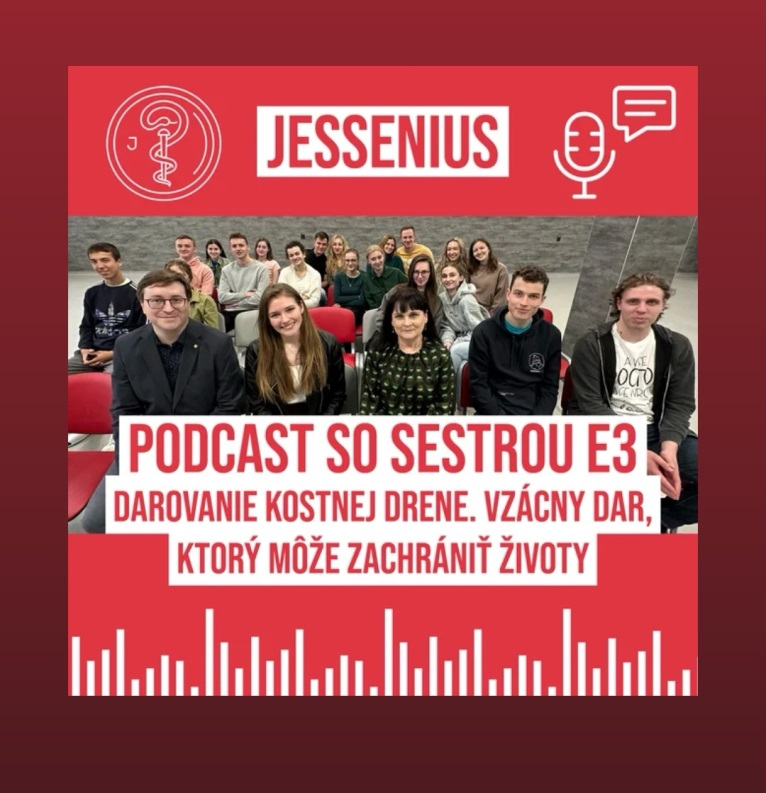 J
JESSENIUS
PODCAST SO SESTROU E3
DAROVANIE KOSTNEJ DRENE. VZÁCNY DAR,
KTORÝ MÔŽE ZACHRÁNIŤ ŽIVOTY